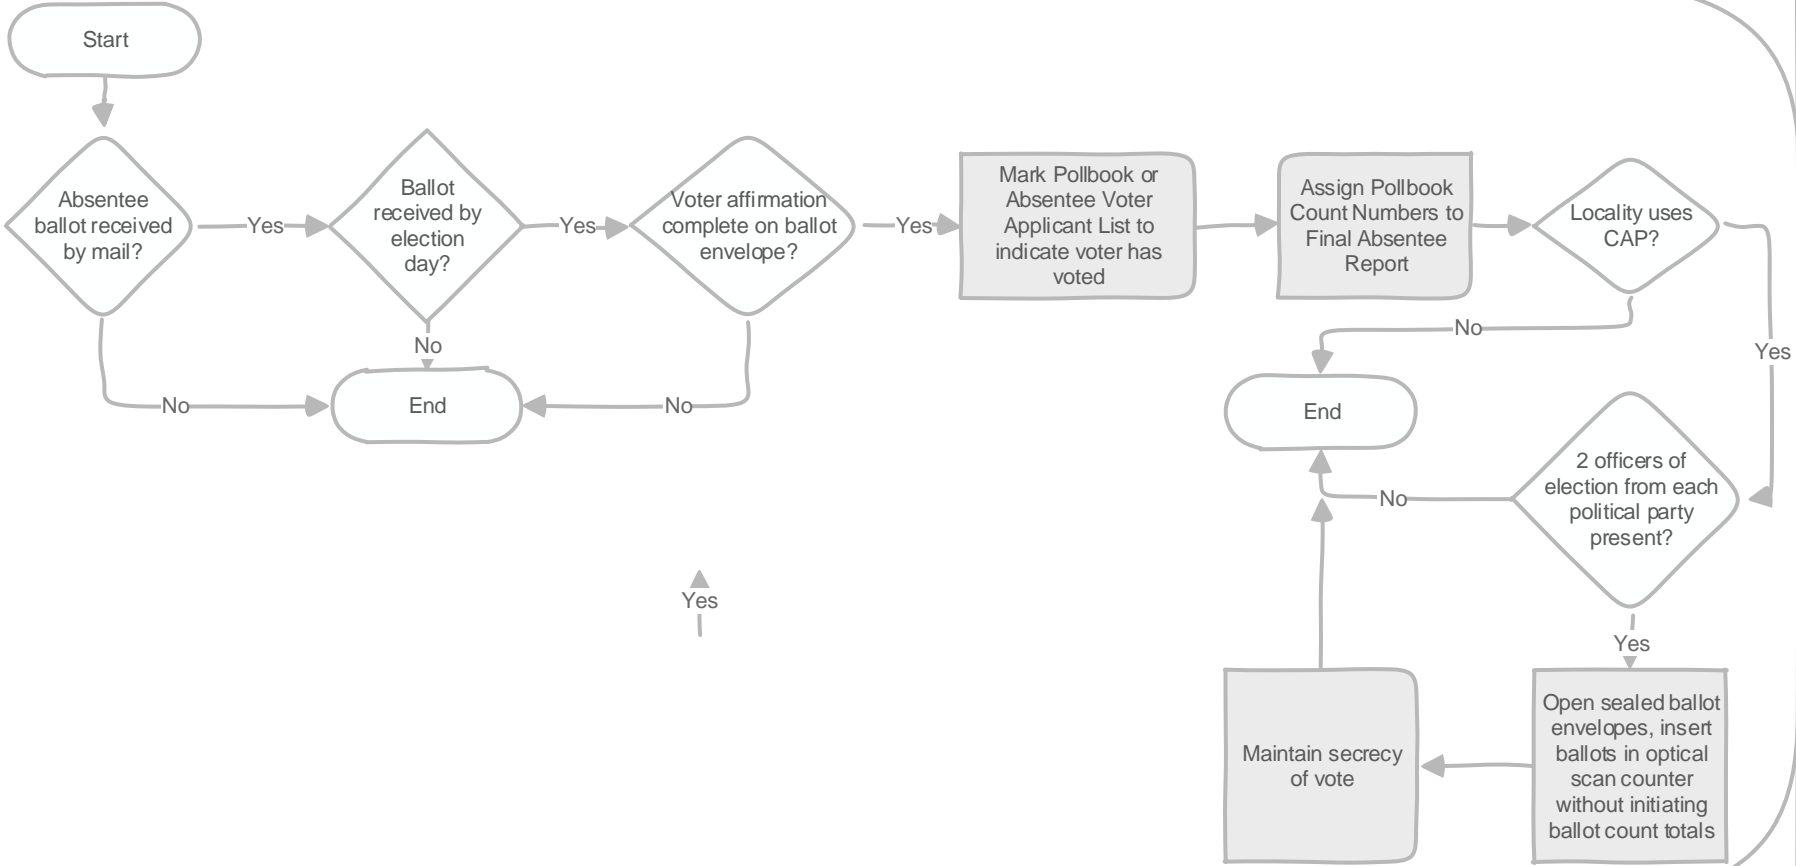 Start
Absentee
ballot received
by mail?
Yes
Ballot
received by
election
day?
Yes
Voter affirmation
complete on ballot
envelope?
Yes
Mark Pollbook or
Absentee Voter
Applicant List to
indicate voter has
voted
Assign Pollbook
Count Numbers to
Final Absentee
Report
Locality uses
CAP?
No
Yes
No
No
End
No
End
2 officers of
election from each
political party
present?
No
Yes
Yes
Open sealed ballot
envelopes, insert
ballots in optical
scan counter
without initiating
ballot count totals
Maintain secrecy
of vote